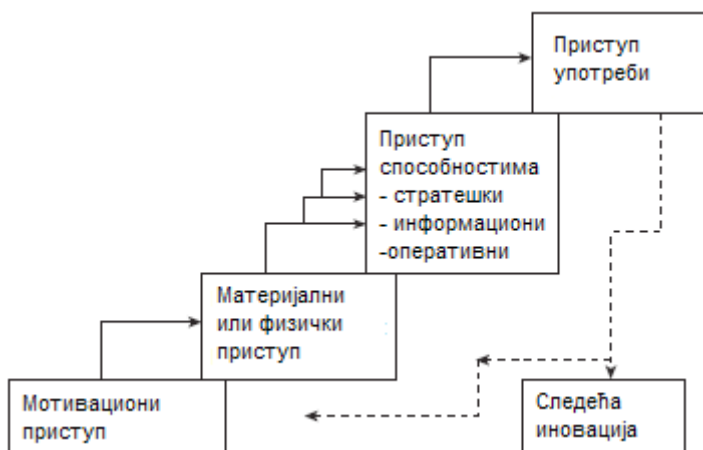 Приступ
употреби
Приступ
способностима
- стратешки
- информациони
-оперативни
Материјални
или физички
приступ
Мотивациони
приступ
Следећа
иновација